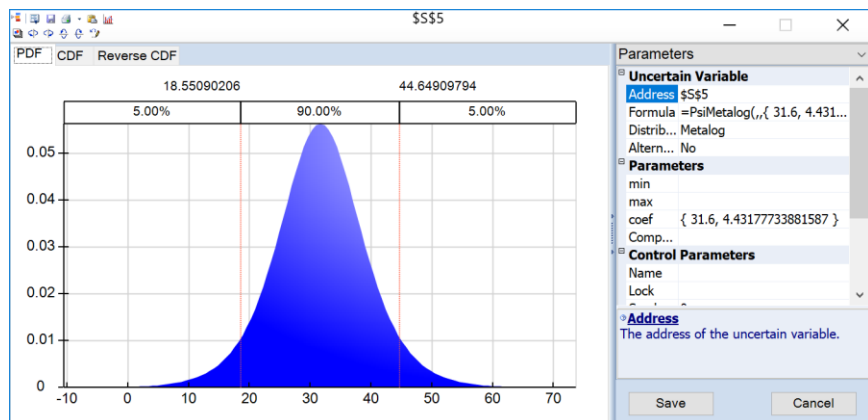 $S$5
PDF CDF Reverse CDF
18.55090206 44.64909794
5.00% 90.00% 5.00%
0.05
0.04
0.03
0.02
0.01
0
-10 0 10 20 30 40 50 60 70
Parameters
Uncertain Variable
Address $S$5
Formula =PsiMetalog(,,{ 31.6, 4.431...
Distrib... Metalog
Altern... No
Parameters
min
max
coef { 31.6, 4.43177733881587 }
Comp...
Control Parameters
Name
Lock
Address
The address of the uncertain variable.
Save Cancel